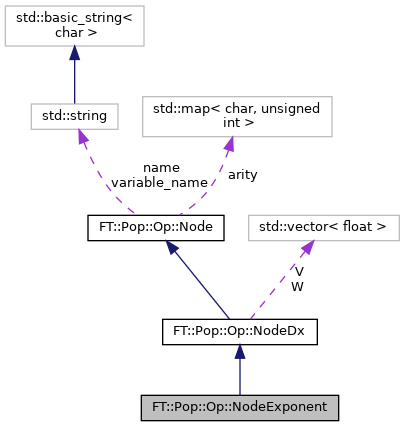 std::basic_string<
char >
std::string
std::map< char, unsigned
int >
name
variable_name
arity
FT::Pop::Op::Node
std::vector< float >
V
W
FT::Pop::Op::NodeDx
FT::Pop::Op::NodeExponent